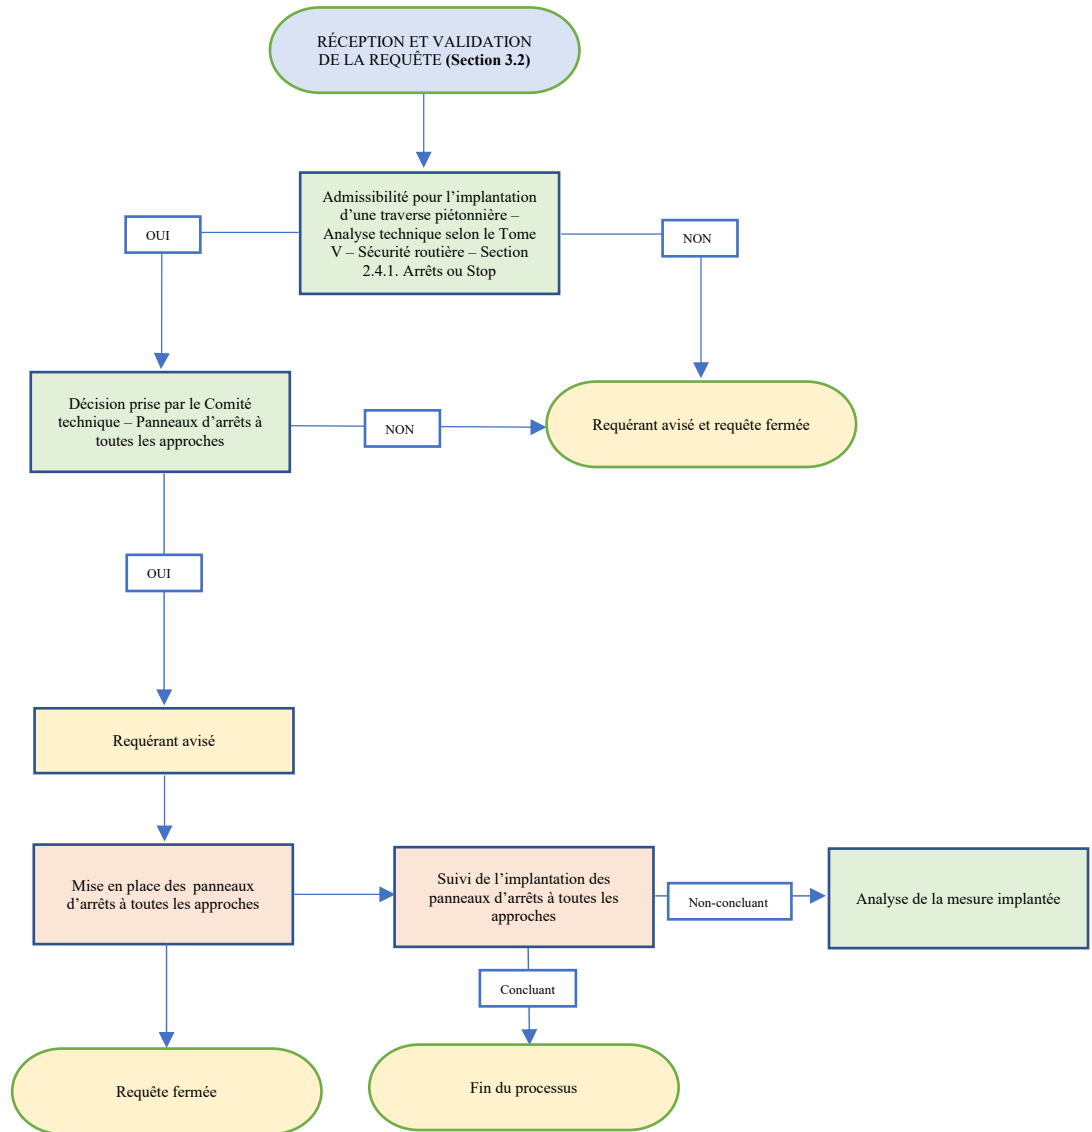 RÉCEPTION ET VALIDATION
DE LA REQUÊTE (Section 3.2)
Admissibilité pour l'implantation
d'une traverse piétonnière –
Analyse technique selon le Tome
V – Sécurité routière – Section
2.4.1. Arrêts ou Stop
OUI
NON
Décision prise par le Comité
technique – Panneaux d'arrêts à
toutes les approches
NON
Requérant avisé et requête fermée
OUI
Requérant avisé
Mise en place des panneaux
d'arrêts à toutes les approches
Suivi de l'implantation des
panneaux d'arrêts à toutes les
approches
Non-concluant
Analyse de la mesure implantée
Concluant
Requête fermée
Fin du processus